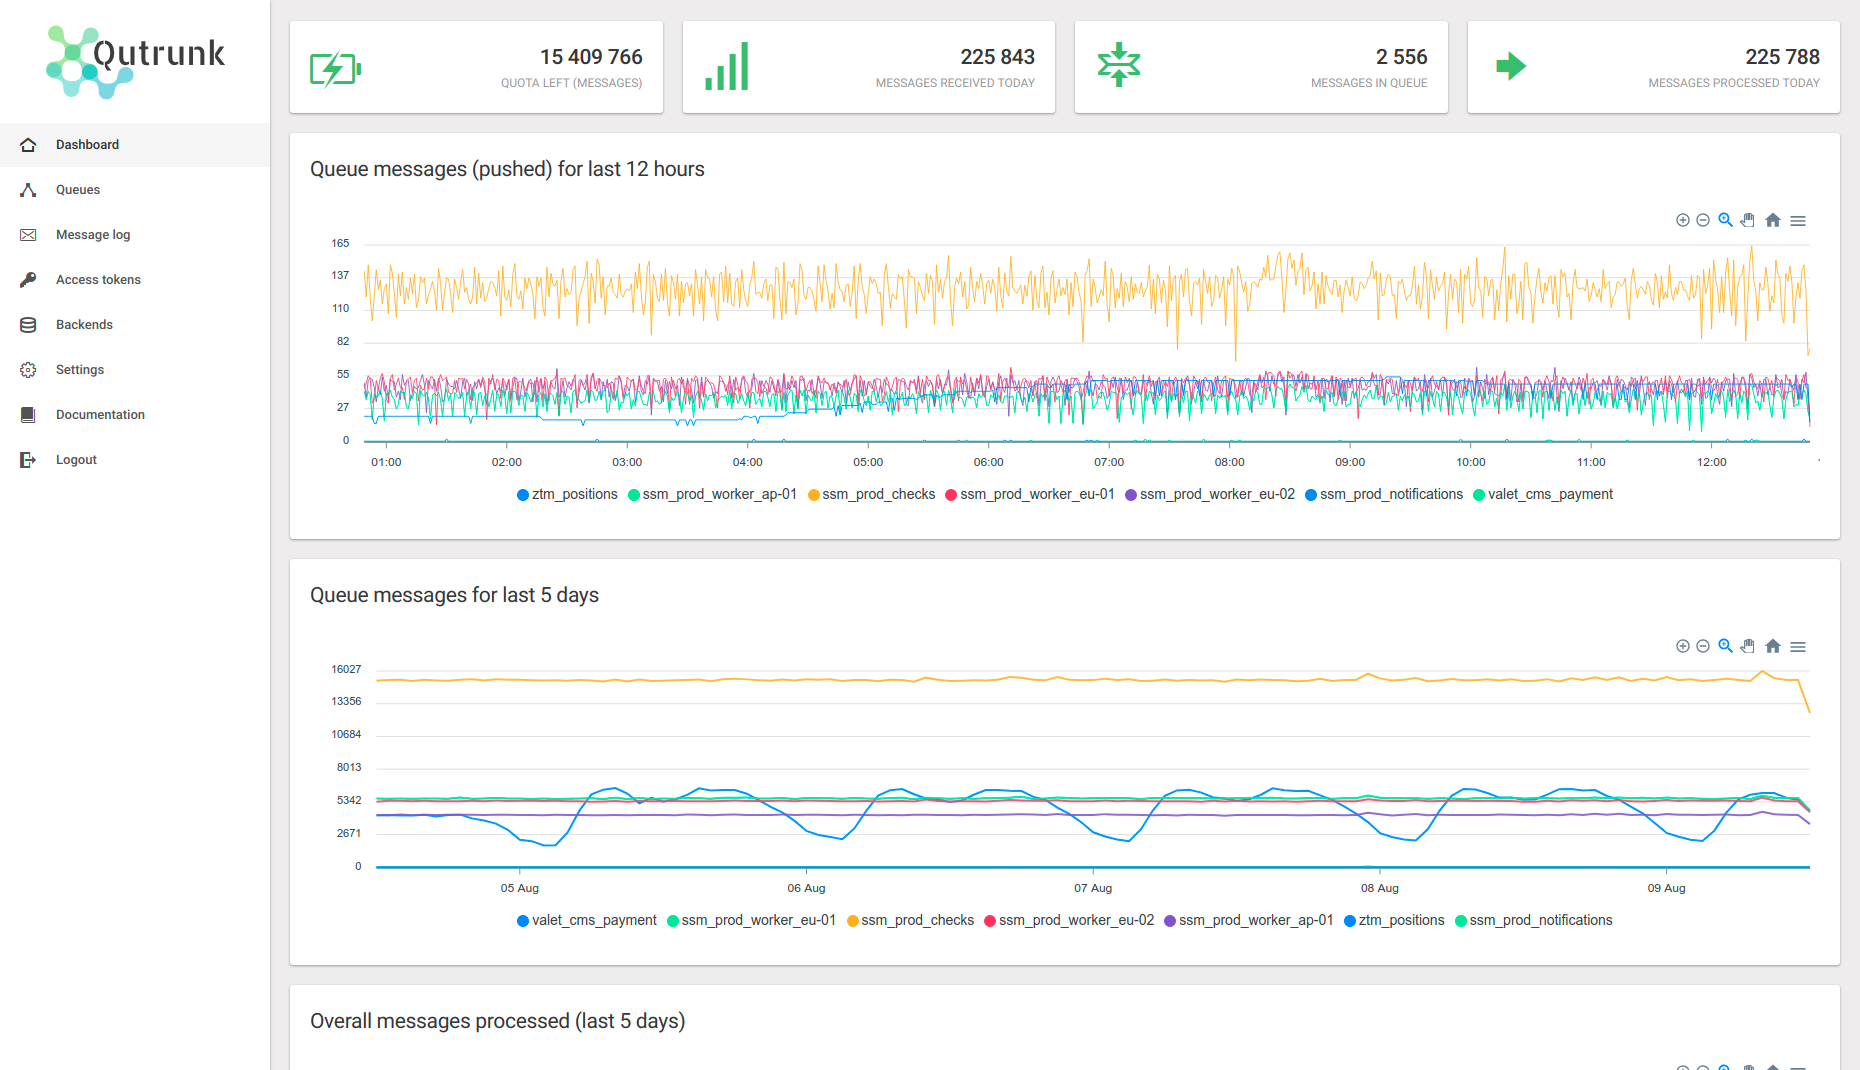 Qutrunk
Dashboard
Queues
Message log
Access tokens
Backends
Settings
Documentation
Logout
15 409 766
QUOTA LEFT (MESSAGES)
225 843
MESSAGES RECEIVED TODAY
2 556
MESSAGES IN QUEUE
225 788
MESSAGES PROCESSED TODAY
Queue messages (pushed) for last 12 hours
165
137
110
82
55
27
0
01:00 02:00 03:00 04:00 05:00 06:00 07:00 08:00 09:00 10:00 11:00 12:00
ztm_positions ssm_prod_worker_ap-01 ssm_prod_checks ssm_prod_worker_eu-01 ssm_prod_worker_eu-02 ssm_prod_notifications valet_cms_payment
Queue messages for last 5 days
16027
13356
10684
8013
5342
2671
0
05 Aug 06 Aug 07 Aug 08 Aug 09 Aug
valet_cms_payment ssm_prod_worker_eu-01 ssm_prod_checks ssm_prod_worker_eu-02 ssm_prod_worker_ap-01 ztm_positions ssm_prod_notifications
Overall messages processed (last 5 days)